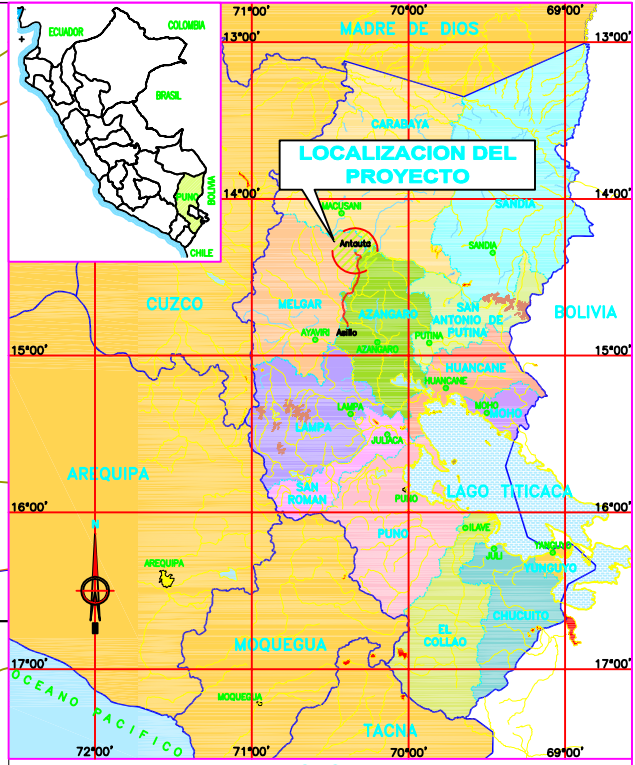 71°00'
70°00'
69°00'
ECUADOR
COLOMBIA
BRASIL
PUNO
BOLIVIA
CHILE
13°00'
MADRE DE DIOS
13°00'
CARABAYA
LOCALIZACION DEL
PROYECTO
14°00'
14°00'
MACUSANI
SANDIA
Antauta
SANDIA
CUZCO
MELGAR
AZANGARO
SAN
ANTONIO DE
PUTINA
BOLIVIA
AYAVIRI
Asillo
AZANGARO
PUTINA
15°00'
15°00'
HUANCANE
HUANCANE
LAMPA
MOHO
MOHO
LAMPA
JULIACA
AREQUIPA
SAN
ROMAN
PUNO
LAGO TITICACA
16°00'
16°00'
N
PUNO
ILAVE
JULI
YUNGUYO
YUNGUYO
AREQUIPA
EL
COLLAO
CHUCUITO
MOQUEGUA
17°00'
17°00'
OCEANO PACIFICO
MOQUEGUA
TACNA
72°00'
71°00'
70°00'
69°00'